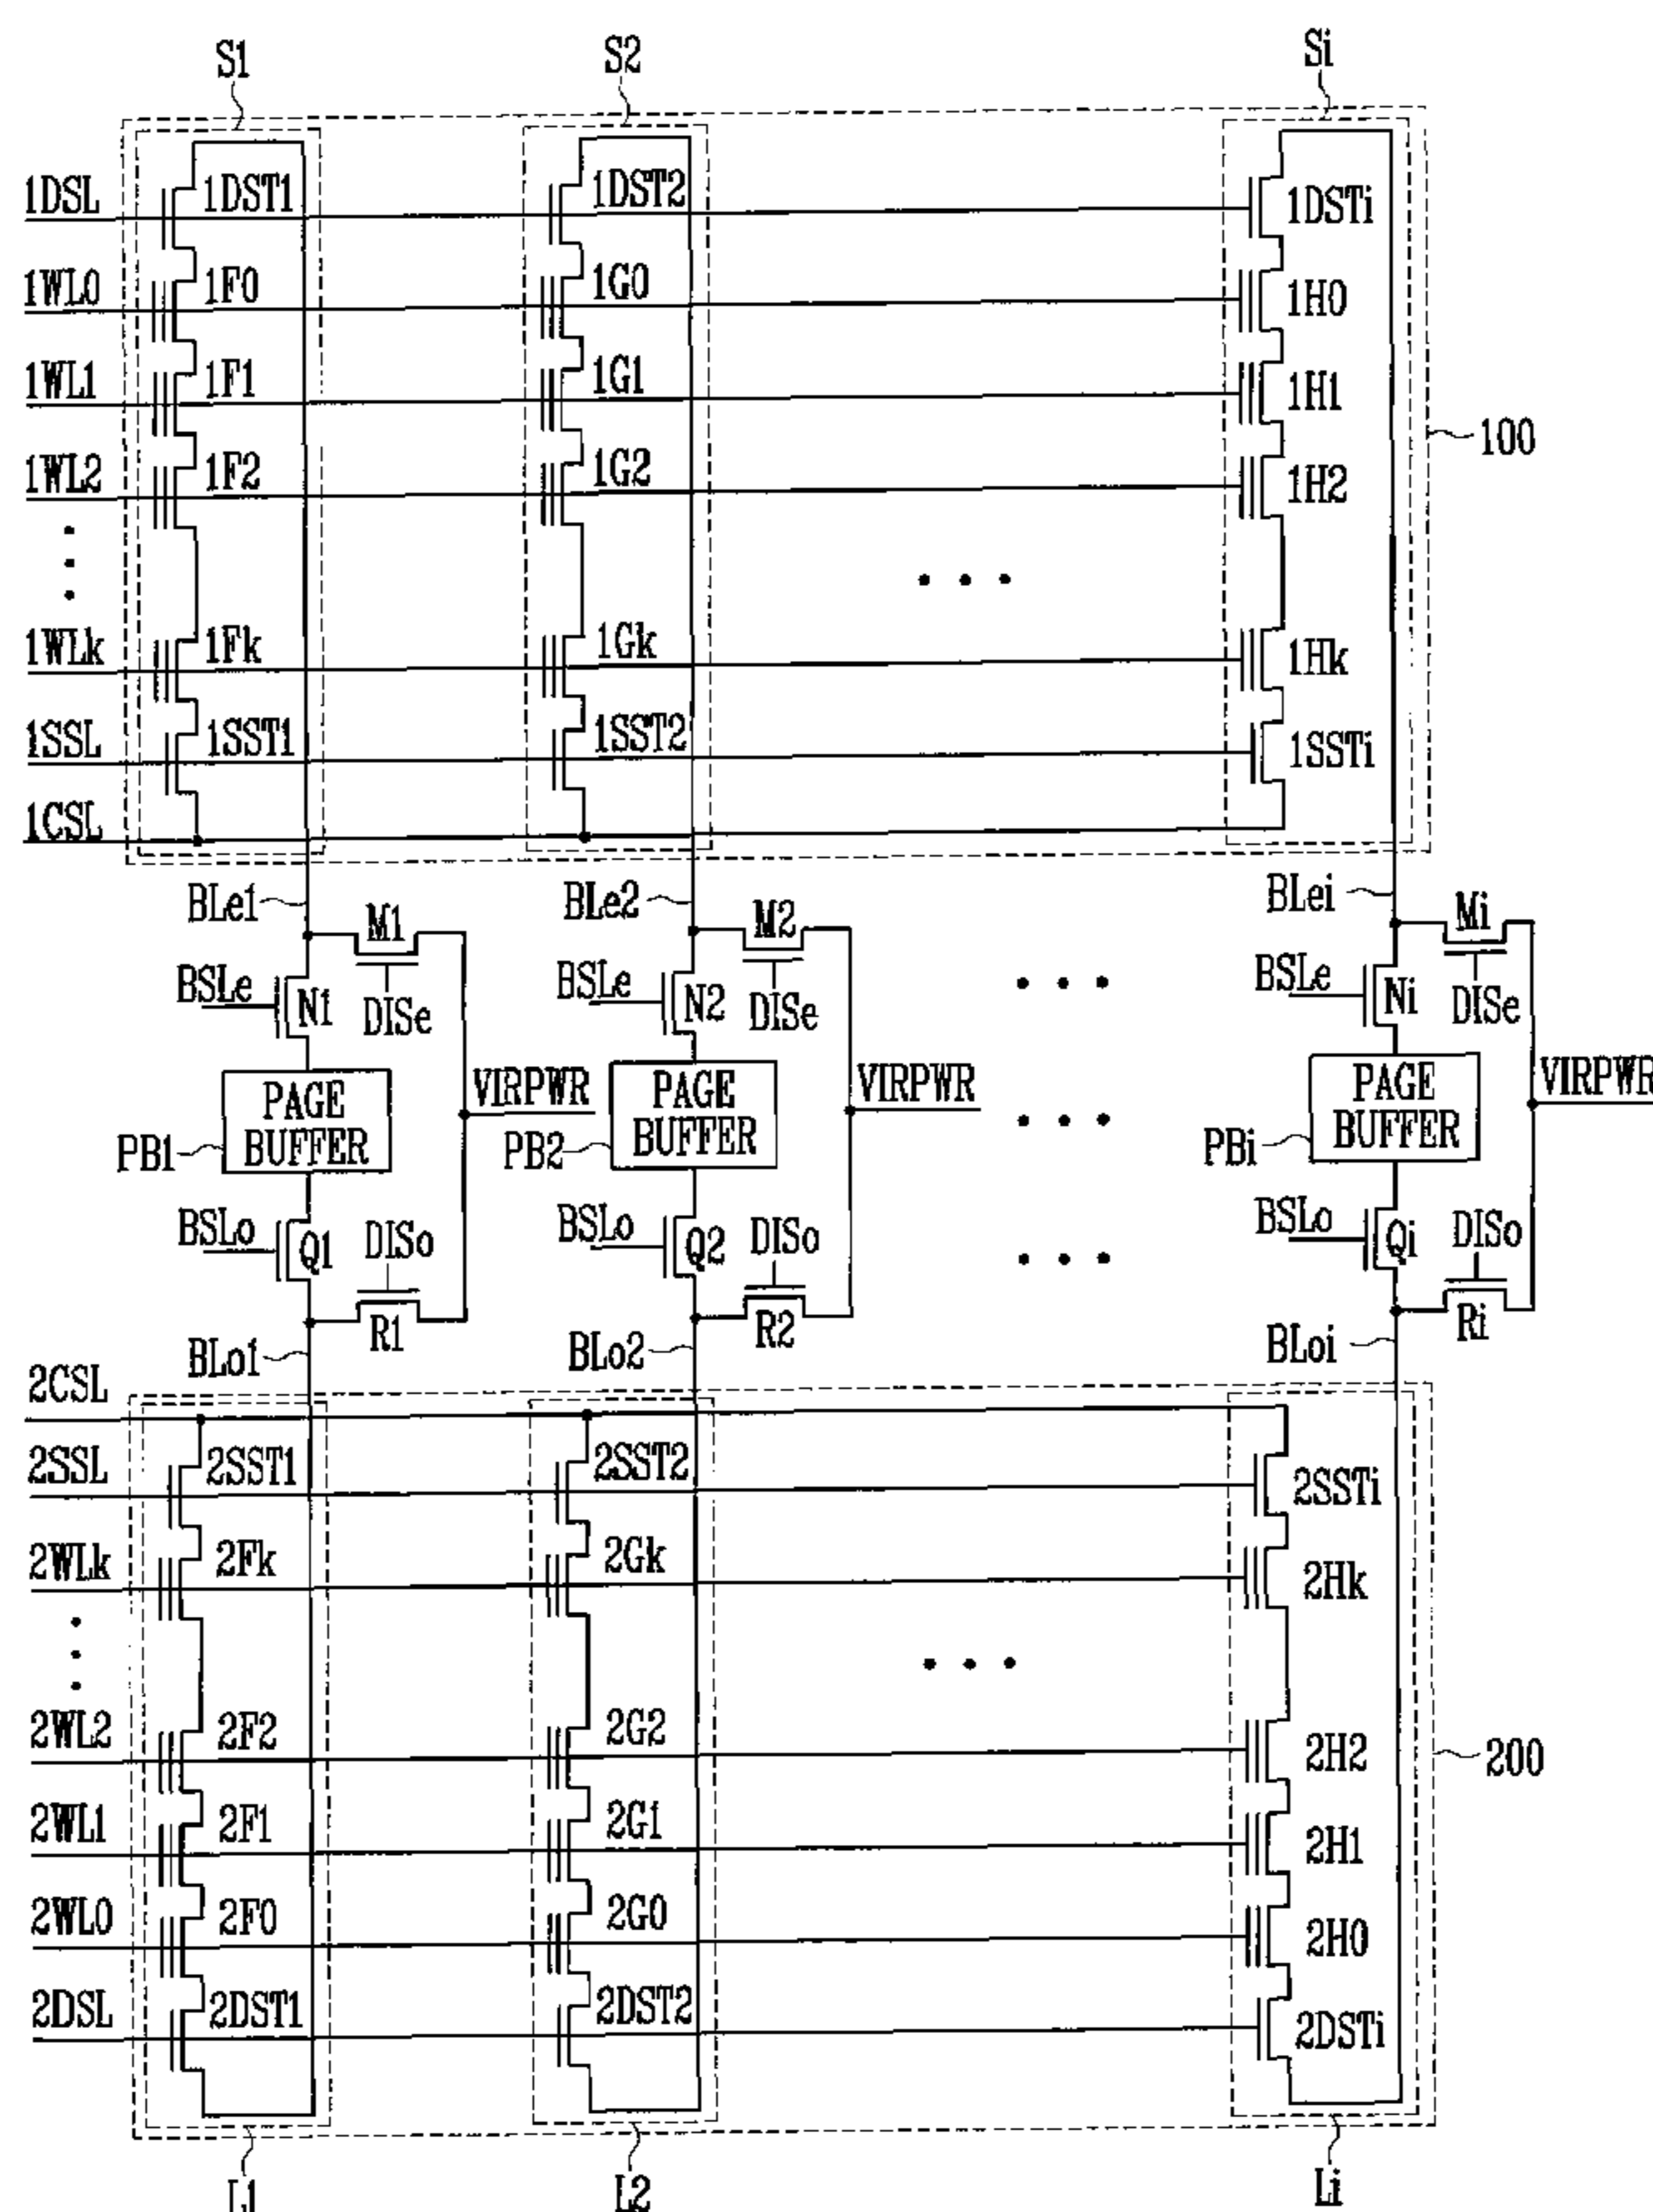 S1 S2 Si
1DSL 1DST1 1DST2 1DSTi
1WL0 1F0 1G0 1H0
1WL1 1F1 1G1 1H1
100
1WL2 1F2 1G2 1H2
1WLk 1Fk 1Gk 1Hk
1SSL 1SST1 1SST2 1SSTi
1CSL
BLe1 M1 BLe2 M2 BLei Mi
BSLe N1 DISe BSLe N2 DISe BSLe Ni DISe
PAGE BUFFER VIRPWR PAGE BUFFER VIRPWR PAGE BUFFER VIRPWR
PB1 PB2 PBi
BSLo Q1 DISo BSLo Q2 DISo BSLo Qi DISo
R1 R2 Ri
BLo1 BLo2 BLoi
2CSL
2SSL 2SST1 2SST2 2SSTi
2WLk 2Fk 2Gk 2Hk
2WL2 2F2 2G2 2H2
200
2WL1 2F1 2G1 2H1
2WL0 2F0 2G0 2H0
2DSL 2DST1 2DST2 2DSTi
L1 L2 Li